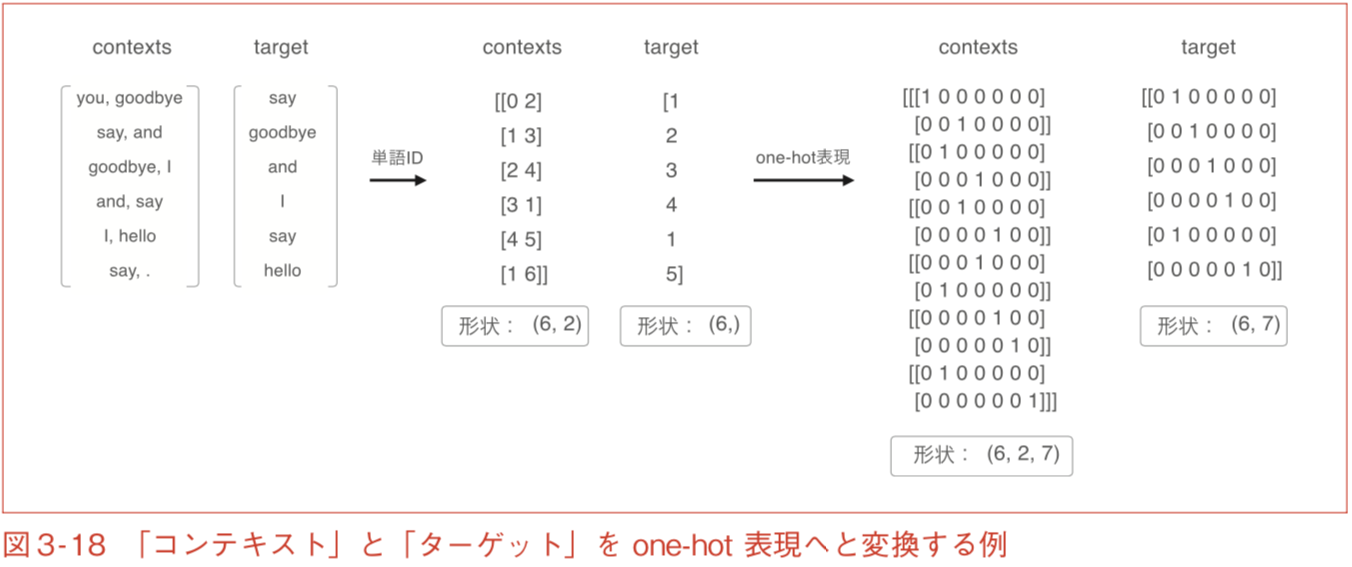 contexts target contexts target contexts target
you, goodbye say
say, and goodbye
goodbye, I and
and, say I
I, hello say
say, . hello
単語ID
[[0 2] [1
[1 3] 2
[2 4] 3
[3 1] 4
[4 5] 1
[1 6]] 5]
形状： (6, 2) 形状： (6,)
one-hot表現
[[[1 0 0 0 0 0 0]
[0 0 1 0 0 0 0]]
[[0 1 0 0 0 0 0]
[0 0 0 1 0 0 0]]
[[0 0 1 0 0 0 0]
[0 0 0 0 1 0 0]]
[[0 0 0 1 0 0 0]
[0 1 0 0 0 0 0]]
[[0 0 0 0 1 0 0]
[0 0 0 0 0 1 0]]
[[0 1 0 0 0 0 0]
[0 0 0 0 0 0 1]]]
形状： (6, 2, 7)
[[0 1 0 0 0 0 0]
[0 0 1 0 0 0 0]
[0 0 0 1 0 0 0]
[0 0 0 0 1 0 0]
[0 1 0 0 0 0 0]
[0 0 0 0 0 1 0]]
形状： (6, 7)
図3-18 「コンテキスト」と「ターゲット」を one-hot 表現へと変換する例